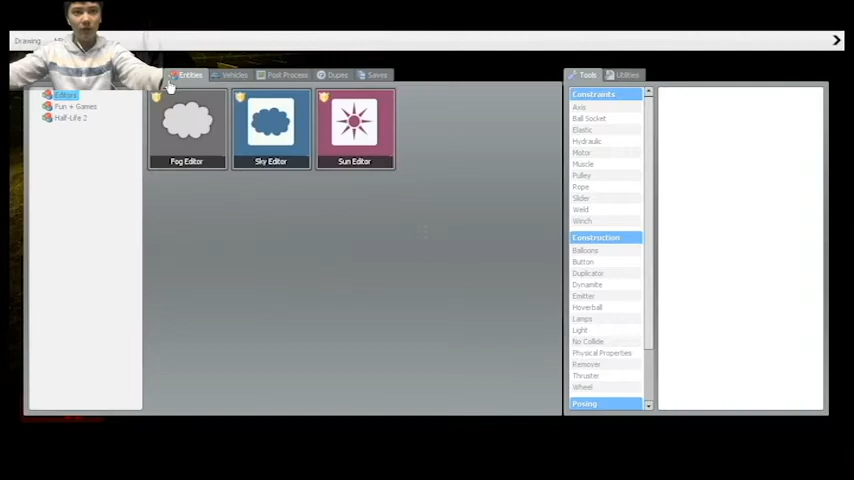 Drawing
Entities
Vehicles
Post Process
Dupes
Saves
Tools
Utilities
Editors
Fun + Games
Half-Life 2
Fog Editor
Sky Editor
Sun Editor
Constraints
Axis
Ball Socket
Elastic
Hydraulic
Motor
Muscle
Pulley
Rope
Slider
Weld
Winch
Construction
Balloons
Button
Duplicator
Dynamite
Emitter
Hoverball
Lamps
Light
No Collide
Physical Properties
Remover
Thruster
Wheel
Posing